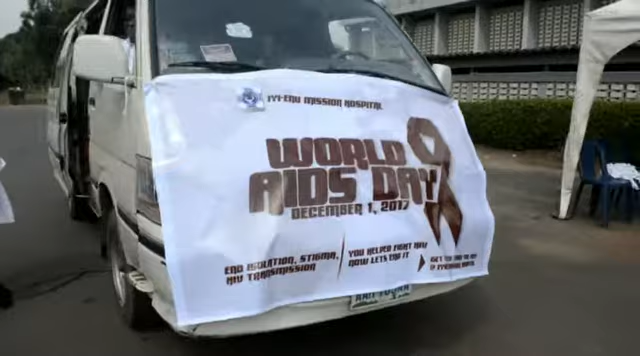 IYI-ENU MISSION HOSPITAL
WORLD
AIDS DAY
DECEMBER 1, 2017
END ISOLATION, STIGMA,
HIV TRANSMISSION
YOU HELPED FIGHT HIV
NOW LETS END IT